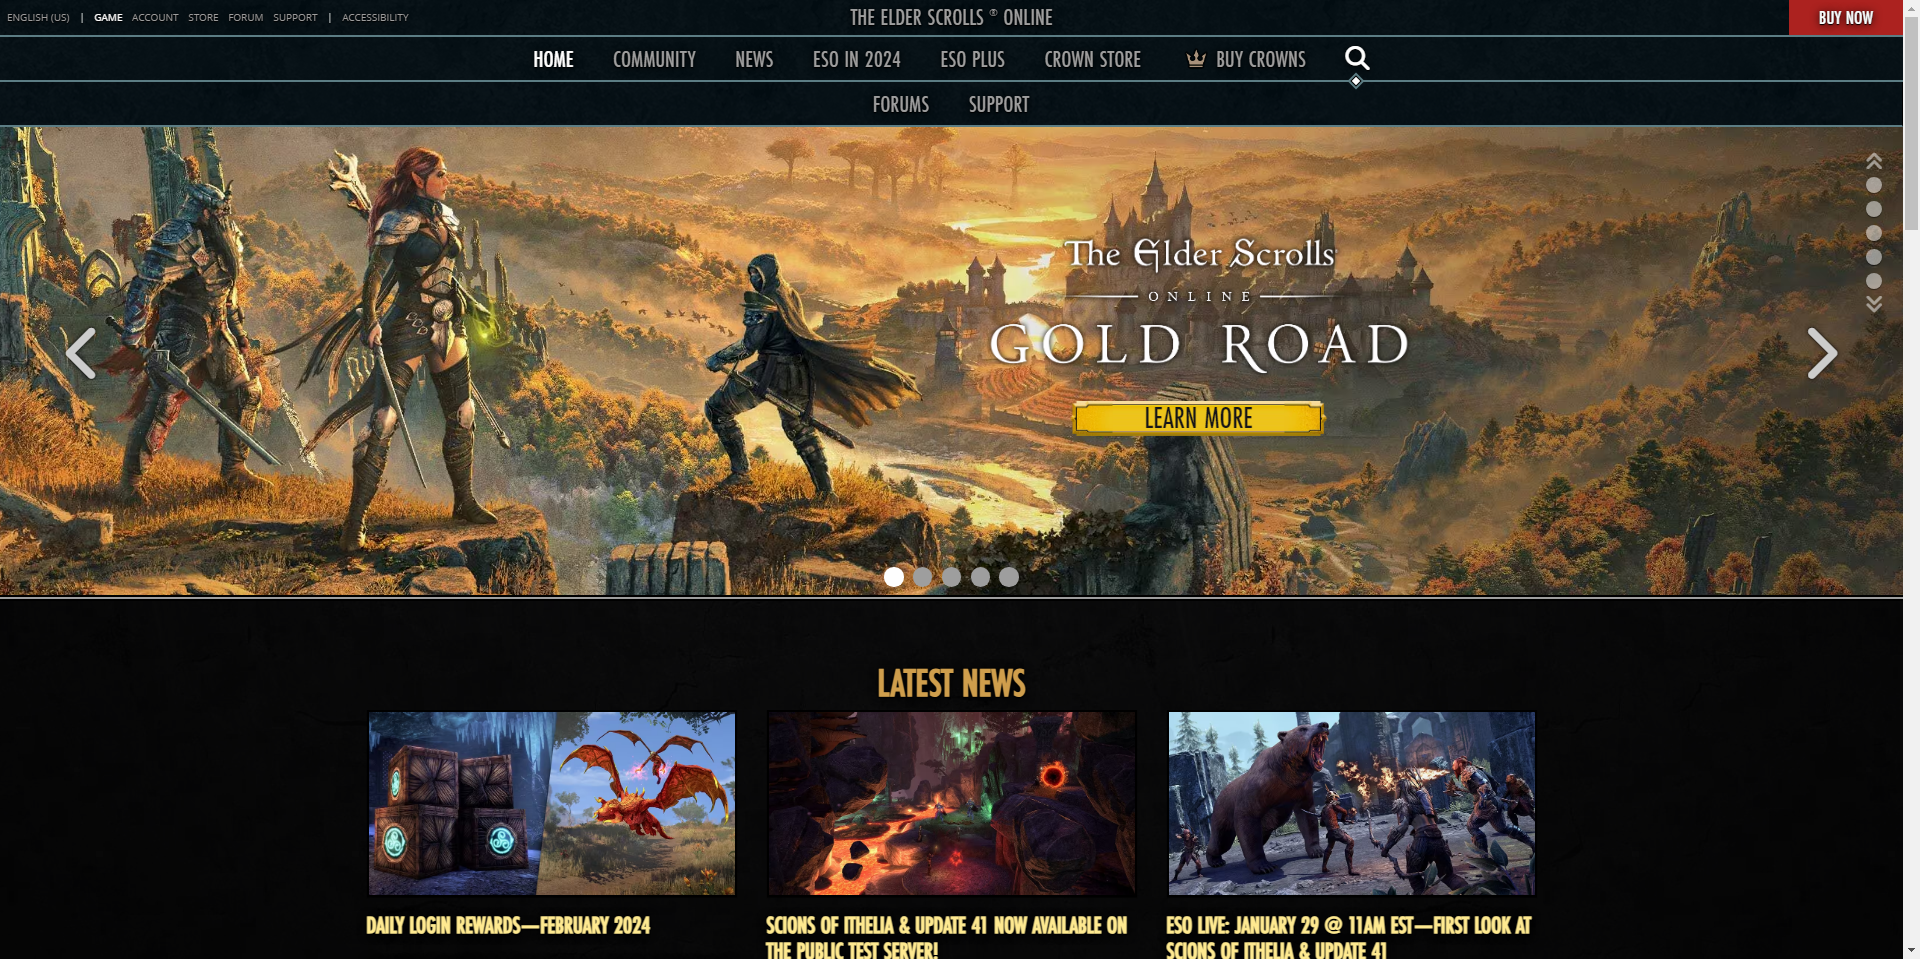 ENGLISH (US) | GAME ACCOUNT STORE FORUM SUPPORT | ACCESSIBILITY
THE ELDER SCROLLS ® ONLINE
BUY NOW
HOME COMMUNITY NEWS ESO IN 2024 ESO PLUS CROWN STORE BUY CROWNS
FORUMS SUPPORT
The Elder Scrolls
ONLINE
GOLD ROAD
LEARN MORE
LATEST NEWS
DAILY LOGIN REWARDS—FEBRUARY 2024
SCIONS OF ITHELIA & UPDATE 41 NOW AVAILABLE ON
THE PUBLIC TEST SERVER!
ESO LIVE: JANUARY 29 @ 11AM EST—FIRST LOOK AT
SCIONS OF ITHELIA & UPDATE 41